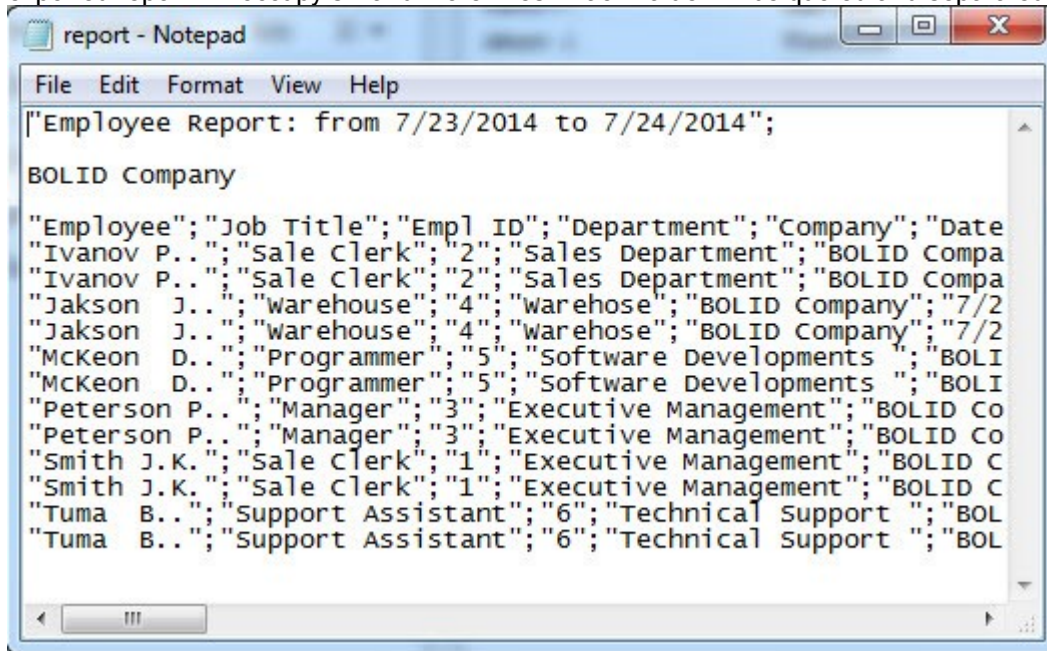 report - Notepad
File Edit Format View Help
"Employee Report: from 7/23/2014 to 7/24/2014";
BOLID Company
"Employee";"Job Title";"Empl ID";"Department";"Company";"Date
"Ivanov P..";"Sale Clerk";"2";"Sales Department";"BOLID Compa
"Ivanov P..";"Sale Clerk";"2";"Sales Department";"BOLID Compa
"Jakson  J..";"Warehouse";"4";"Warehose";"BOLID Company";"7/2
"Jakson  J..";"Warehouse";"4";"Warehose";"BOLID Company";"7/2
"McKeon  D..";"Programmer";"5";"Software Developments ";"BOLI
"McKeon  D..";"Programmer";"5";"Software Developments ";"BOLI
"Peterson P..";"Manager";"3";"Executive Management";"BOLID Co
"Peterson P..";"Manager";"3";"Executive Management";"BOLID Co
"Smith J.K.";"Sale Clerk";"1";"Executive Management";"BOLID C
"Smith J.K.";"Sale Clerk";"1";"Executive Management";"BOLID C
"Tuma  B..";"Support Assistant";"6";"Technical Support ";"BOL
"Tuma  B..";"Support Assistant";"6";"Technical Support ";"BOL